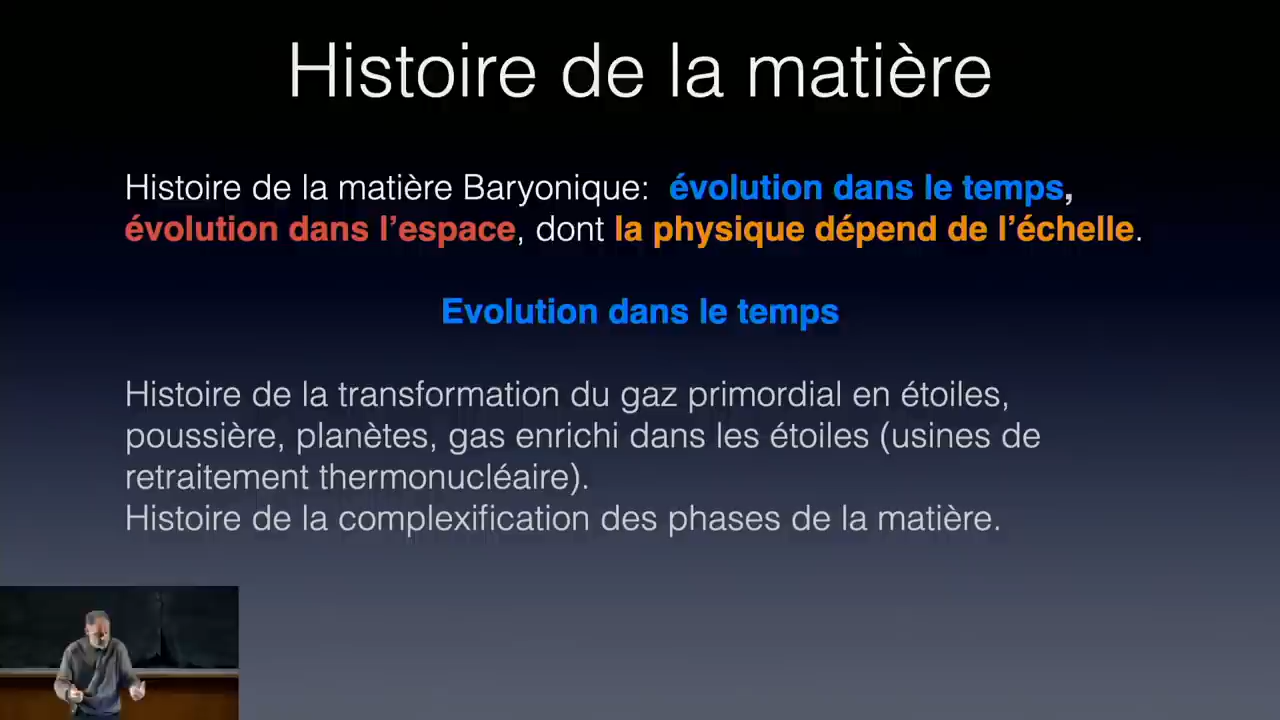 Histoire de la matière
Histoire de la matière Baryonique: évolution dans le temps,
évolution dans l’espace, dont la physique dépend de l’échelle.
Evolution dans le temps
Histoire de la transformation du gaz primordial en étoiles,
poussière, planètes, gas enrichi dans les étoiles (usines de
retraitement thermonucléaire).
Histoire de la complexification des phases de la matière.